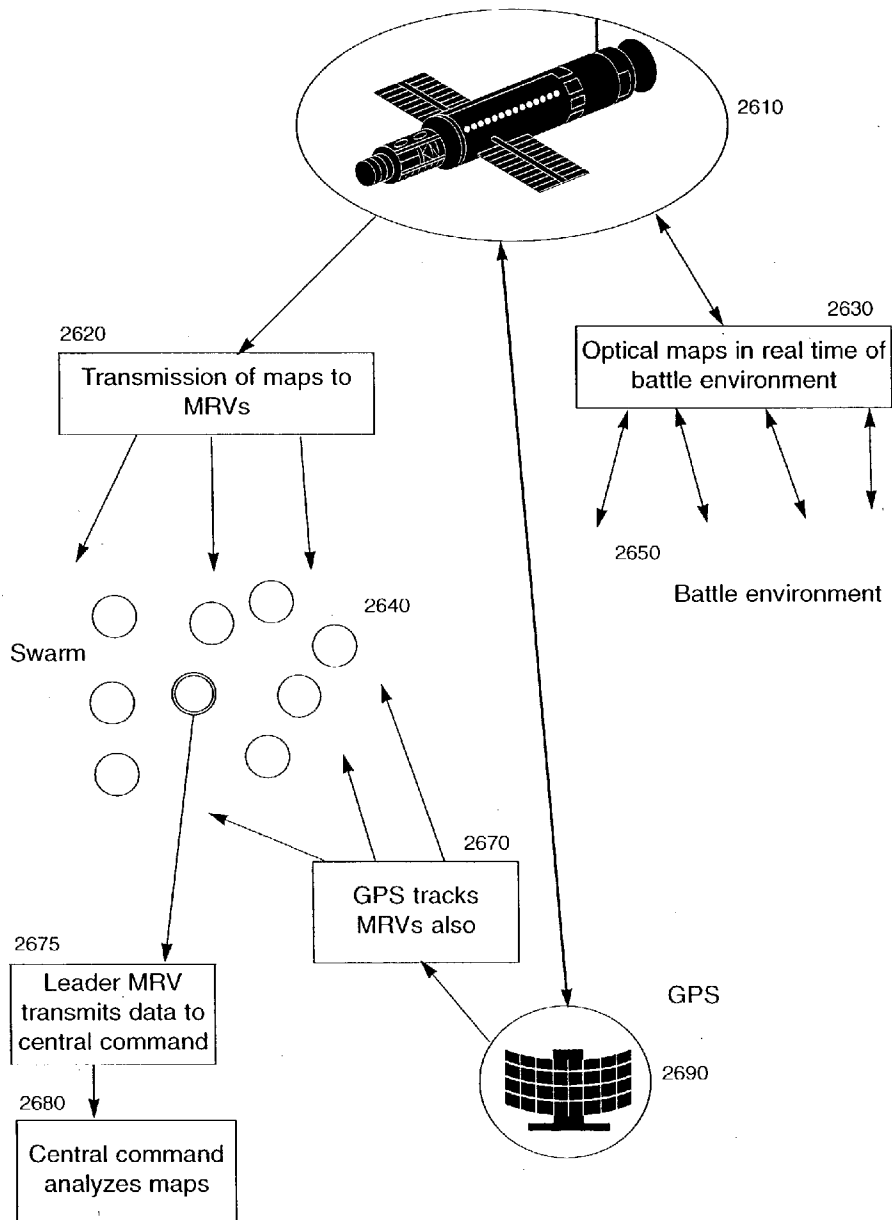 2610
2620
Transmission of maps to
MRVs
2630
Optical maps in real time of
battle environment
2650
Battle environment
2640
Swarm
2670
GPS tracks
MRVs also
2675
Leader MRV
transmits data to
central command
GPS
2690
2680
Central command
analyzes maps